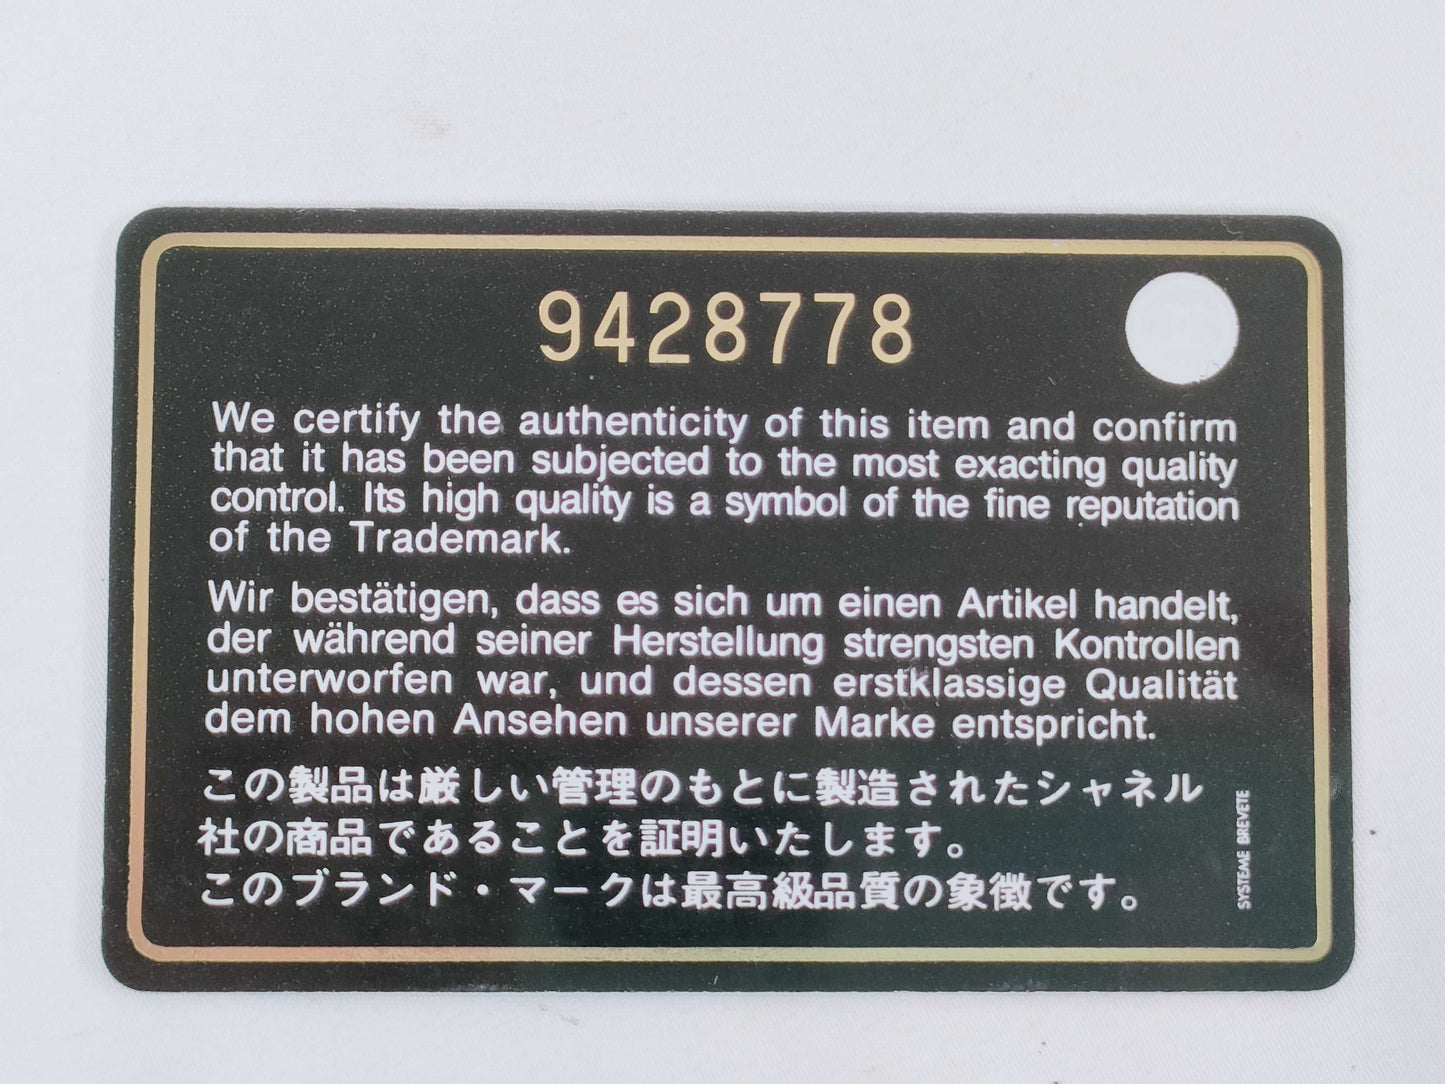 9428778
We certify the authenticity of this item and confirm
that it has been subjected to the most exacting quality
control. Its high quality is a symbol of the fine reputation
of the Trademark.
Wir bestätigen, dass es sich um einen Artikel handelt,
der während seiner Herstellung strengsten Kontrollen
unterworfen war, und dessen erstklassige Qualität
dem hohen Ansehen unserer Marke entspricht.
この製品は厳しい管理のもとに製造されたシャネル
社の商品であることを証明いたします。
このブランド・マークは最高級品質の象徴です。
SYSTEME BREVETE